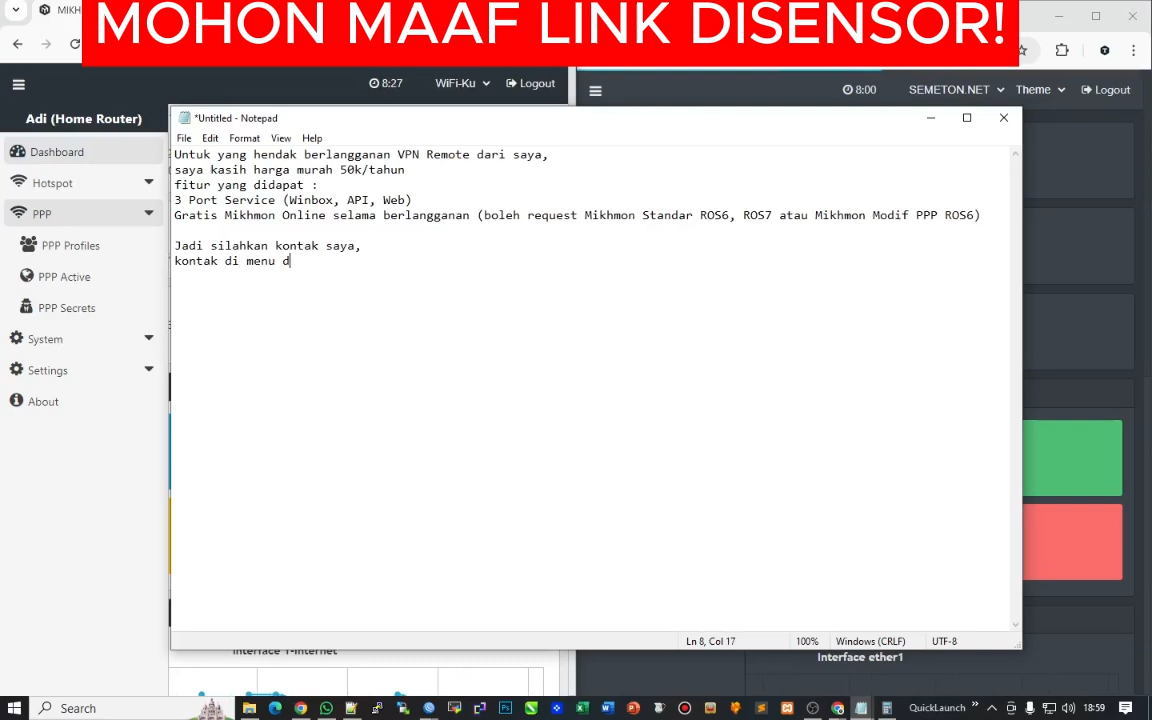 MOHON MAAF LINK DISENSOR!
MIKH
8:27
WiFi-Ku
Logout
8:00
SEMETON.NET
Theme
Logout
Adi (Home Router)
Dashboard
Hotspot
PPP
PPP Profiles
PPP Active
PPP Secrets
System
Settings
About
*Untitled - Notepad
File Edit Format View Help
Untuk yang hendak berlangganan VPN Remote dari saya,
saya kasih harga murah 50k/tahun
fitur yang didapat :
3 Port Service (Winbox, API, Web)
Gratis Mikhmon Online selama berlangganan (boleh request Mikhmon Standar ROS6, ROS7 atau Mikhmon Modif PPP ROS6)
Jadi silahkan kontak saya,
kontak di menu d
Ln 8, Col 17
100%
Windows (CRLF)
UTF-8
Interface 1-Internet
Interface ether1
Search
QuickLaunch
18:59